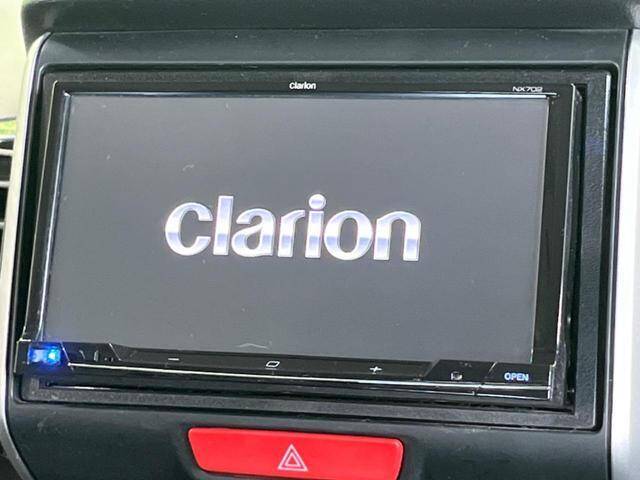 clarion NX702
clarion
− +
OPEN